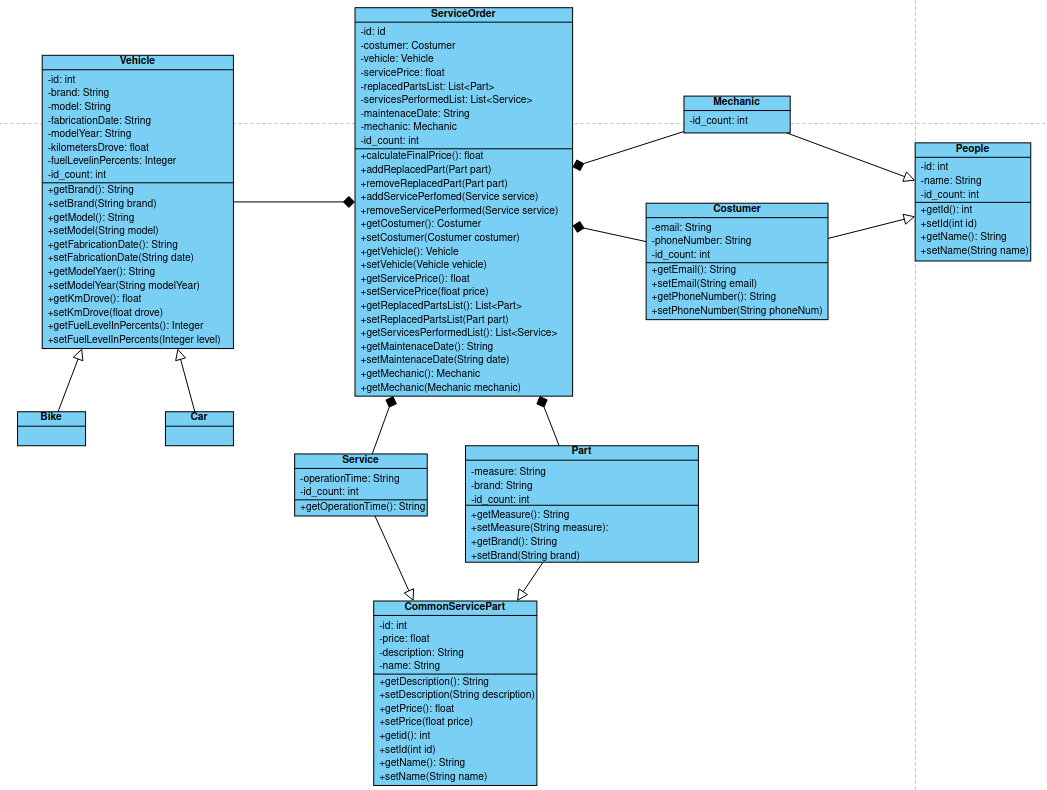 ServiceOrder
-id: id
-costumer: Costumer
-vehicle: Vehicle
-servicePrice: float
-replacedPartsList: List<Part>
-servicesPerformedList: List<Service>
-maintenaceDate: String
-mechanic: Mechanic
-id_count: int
+calculateFinalPrice(): float
+addReplacedPart(Part part)
+removeReplacedPart(Part part)
+addServicePerfomed(Service service)
+removeServicePerformed(Service service)
+getCostumer(): Costumer
+setCostumer(Costumer costumer)
+getVehicle(): Vehicle
+setVehicle(Vehicle vehicle)
+getServicePrice(): float
+setServicePrice(float price)
+getReplacedPartsList(): List<Part>
+setReplacedPartsList(Part part)
+getServicesPerformedList(): List<Service>
+getMaintenaceDate(): String
+setMaintenaceDate(String date)
+getMechanic(): Mechanic
+getMechanic(Mechanic mechanic)
Vehicle
-id: int
-brand: String
-model: String
-fabricationDate: String
-modelYear: String
-kilometersDrove: float
-fuelLevelinPercents: Integer
-id_count: int
+getBrand(): String
+setBrand(String brand)
+getModel(): String
+setModel(String model)
+getFabricationDate(): String
+setFabricationDate(String date)
+getModelYaer(): String
+setModelYear(String modelYear)
+getKmDrove(): float
+setKmDrove(float drove)
+getFuelLevelInPercents(): Integer
+setFuelLevelInPercents(Integer level)
Mechanic
-id_count: int
People
-id: int
-name: String
-id_count: int
+getId(): int
+setId(int id)
+getName(): String
+setName(String name)
Costumer
-email: String
-phoneNumber: String
-id_count: int
+getEmail(): String
+setEmail(String email)
+getPhoneNumber(): String
+setPhoneNumber(String phoneNum)
Bike
Car
Service
-operationTime: String
-id_count: int
+getOperationTime(): String
Part
-measure: String
-brand: String
-id_count: int
+getMeasure(): String
+setMeasure(String measure):
+getBrand(): String
+setBrand(String brand)
CommonServicePart
-id: int
-price: float
-description: String
-name: String
+getDescription(): String
+setDescription(String description)
+getPrice(): float
+setPrice(float price)
+getid(): int
+setId(int id)
+getName(): String
+setName(String name)